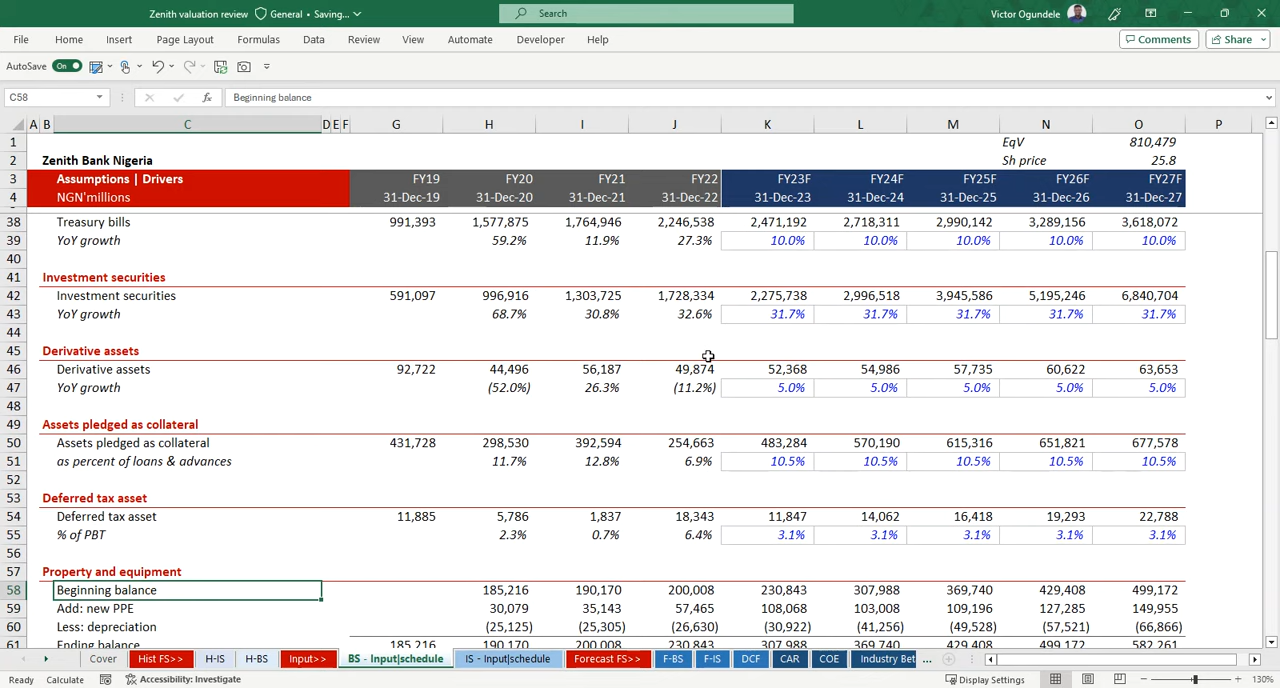 Zenith valuation review General • Saving... Search Victor Ogundele
File Home Insert Page Layout Formulas Data Review View Automate Developer Help Comments Share
AutoSave On
C58 fx Beginning balance
A B C D E F G H I J K L M N O P
1 EqV 810,479
2 Zenith Bank Nigeria Sh price 25.8
3 Assumptions | Drivers FY19 FY20 FY21 FY22 FY23F FY24F FY25F FY26F FY27F
4 NGN'millions 31-Dec-19 31-Dec-20 31-Dec-21 31-Dec-22 31-Dec-23 31-Dec-24 31-Dec-25 31-Dec-26 31-Dec-27
38 Treasury bills 991,393 1,577,875 1,764,946 2,246,538 2,471,192 2,718,311 2,990,142 3,289,156 3,618,072
39 YoY growth 59.2% 11.9% 27.3% 10.0% 10.0% 10.0% 10.0% 10.0%
40
41 Investment securities
42 Investment securities 591,097 996,916 1,303,725 1,728,334 2,275,738 2,996,518 3,945,586 5,195,246 6,840,704
43 YoY growth 68.7% 30.8% 32.6% 31.7% 31.7% 31.7% 31.7% 31.7%
44
45 Derivative assets
46 Derivative assets 92,722 44,496 56,187 49,874 52,368 54,986 57,735 60,622 63,653
47 YoY growth (52.0%) 26.3% (11.2%) 5.0% 5.0% 5.0% 5.0% 5.0%
48
49 Assets pledged as collateral
50 Assets pledged as collateral 431,728 298,530 392,594 254,663 483,284 570,190 615,316 651,821 677,578
51 as percent of loans & advances 11.7% 12.8% 6.9% 10.5% 10.5% 10.5% 10.5% 10.5%
52
53 Deferred tax asset
54 Deferred tax asset 11,885 5,786 1,837 18,343 11,847 14,062 16,418 19,293 22,788
55 % of PBT 2.3% 0.7% 6.4% 3.1% 3.1% 3.1% 3.1% 3.1%
56
57 Property and equipment
58 Beginning balance 185,216 190,170 200,008 230,843 307,988 369,740 429,408 499,172
59 Add: new PPE 30,079 35,143 57,465 108,068 103,008 109,196 127,285 149,955
60 Less: depreciation (25,125) (25,305) (26,630) (30,922) (41,256) (49,528) (57,521) (66,866)
61 Ending balance 185,216 190,170 200,008 230,843 307,988 369,740 429,408 499,172 582,261
Cover Hist FS>> H-IS H-BS Input>> BS - Input|schedule IS - Input|schedule Forecast FS>> F-BS F-IS DCF CAR COE Industry Bet ...
Ready Calculate Accessibility: Investigate Display Settings 130%